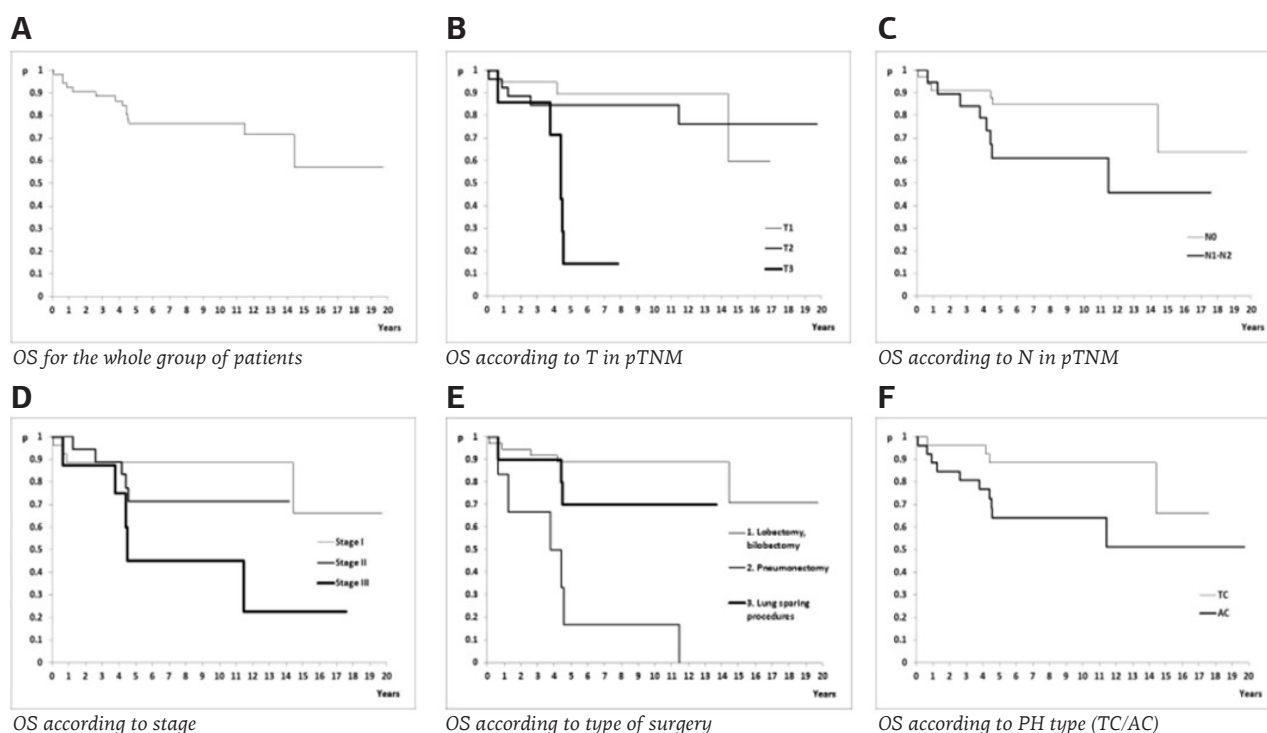 A
p
1
0.9
0.8
0.7
0.6
0.5
0.4
0.3
0.2
0.1
0
0 1 2 3 4 5 6 7 8 9 10 11 12 13 14 15 16 17 18 19 20
Years
OS for the whole group of patients
B
p
1
0.9
0.8
0.7
0.6
0.5
0.4
0.3
0.2
0.1
0
T1
T2
T3
0 1 2 3 4 5 6 7 8 9 10 11 12 13 14 15 16 17 18 19 20
Years
OS according to T in pTNM
C
p
1
0.9
0.8
0.7
0.6
0.5
0.4
0.3
0.2
0.1
0
N0
N1-N2
0 1 2 3 4 5 6 7 8 9 10 11 12 13 14 15 16 17 18 19 20
Years
OS according to N in pTNM
D
p
1
0.9
0.8
0.7
0.6
0.5
0.4
0.3
0.2
0.1
0
Stage I
Stage II
Stage III
0 1 2 3 4 5 6 7 8 9 10 11 12 13 14 15 16 17 18 19 20
Years
OS according to stage
E
p
1
0.9
0.8
0.7
0.6
0.5
0.4
0.3
0.2
0.1
0
1. Lobectomy,
bilobectomy
2. Pneumonectomy
3. Lung sparing
procedures
0 1 2 3 4 5 6 7 8 9 10 11 12 13 14 15 16 17 18 19 20
Years
OS according to type of surgery
F
p
1
0.9
0.8
0.7
0.6
0.5
0.4
0.3
0.2
0.1
0
TC
AC
0 1 2 3 4 5 6 7 8 9 10 11 12 13 14 15 16 17 18 19 20
Years
OS according to PH type (TC/AC)